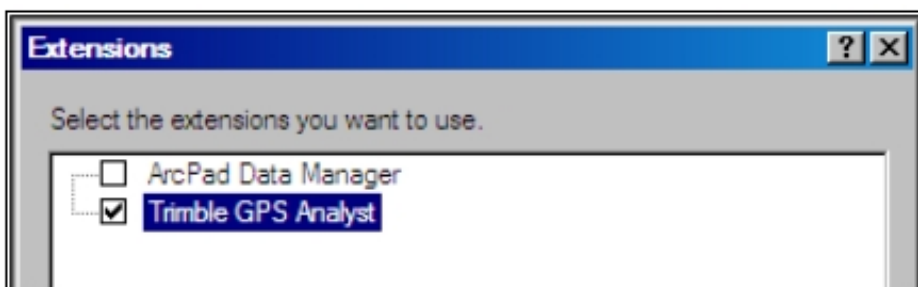 Extensions
Select the extensions you want to use.
ArcPad Data Manager
Trimble GPS Analyst